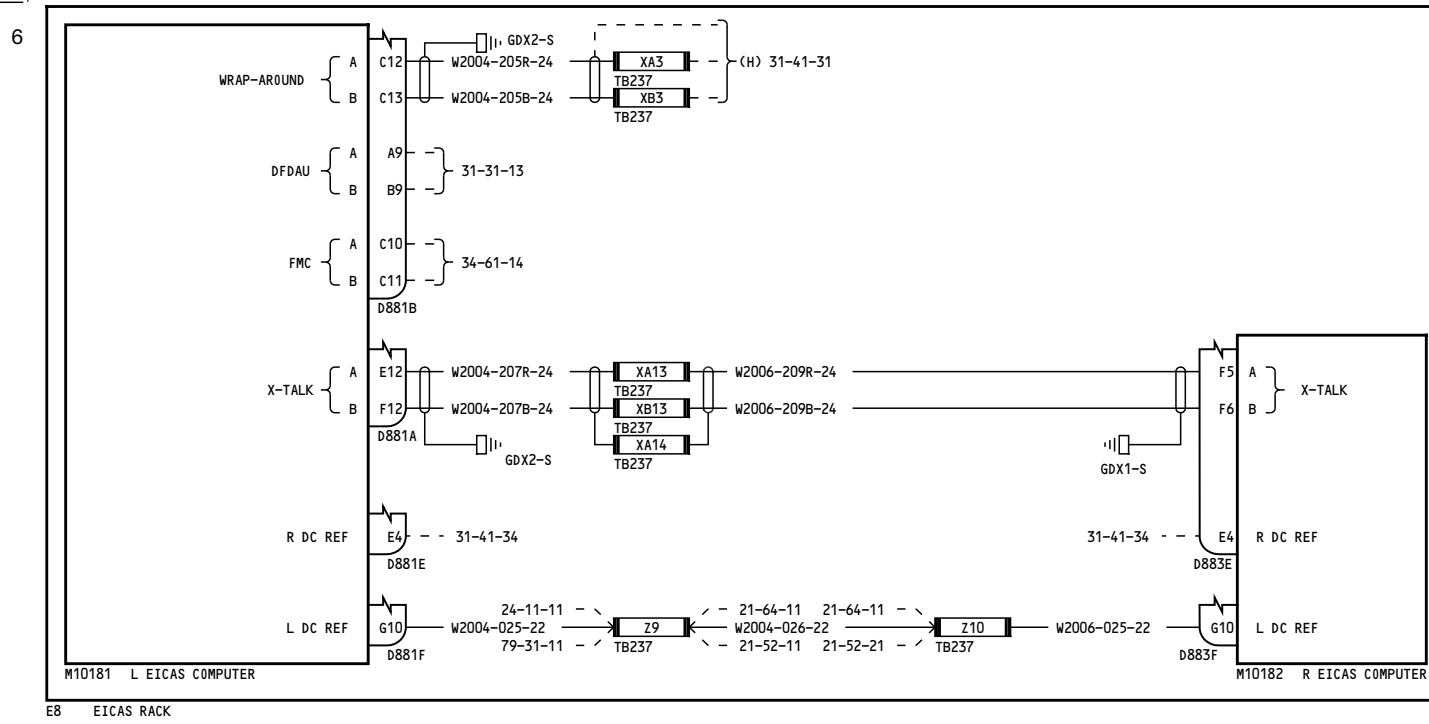 6
GDX2-S
WRAP-AROUND A C12 W2004-205R-24 XA3 (H) 31-41-31
TB237
B C13 W2004-205B-24 XB3
TB237
DFDAU A A9 31-31-13
B B9
FMC A C10 34-61-14
B C11
D881B
X-TALK A E12 W2004-207R-24 XA13 W2006-209R-24 F5 A X-TALK
TB237
B F12 W2004-207B-24 XB13 W2006-209B-24 F6 B
D881A TB237
GDX2-S XA14 GDX1-S
TB237
R DC REF E4 31-41-34 31-41-34 E4 R DC REF
D881E D883E
24-11-11 21-64-11 21-64-11
L DC REF G10 W2004-025-22 Z9 W2004-026-22 Z10 W2006-025-22 G10 L DC REF
79-31-11 TB237 21-52-11 21-52-21 TB237
D881F D883F
M10181 L EICAS COMPUTER M10182 R EICAS COMPUTER
E8 EICAS RACK